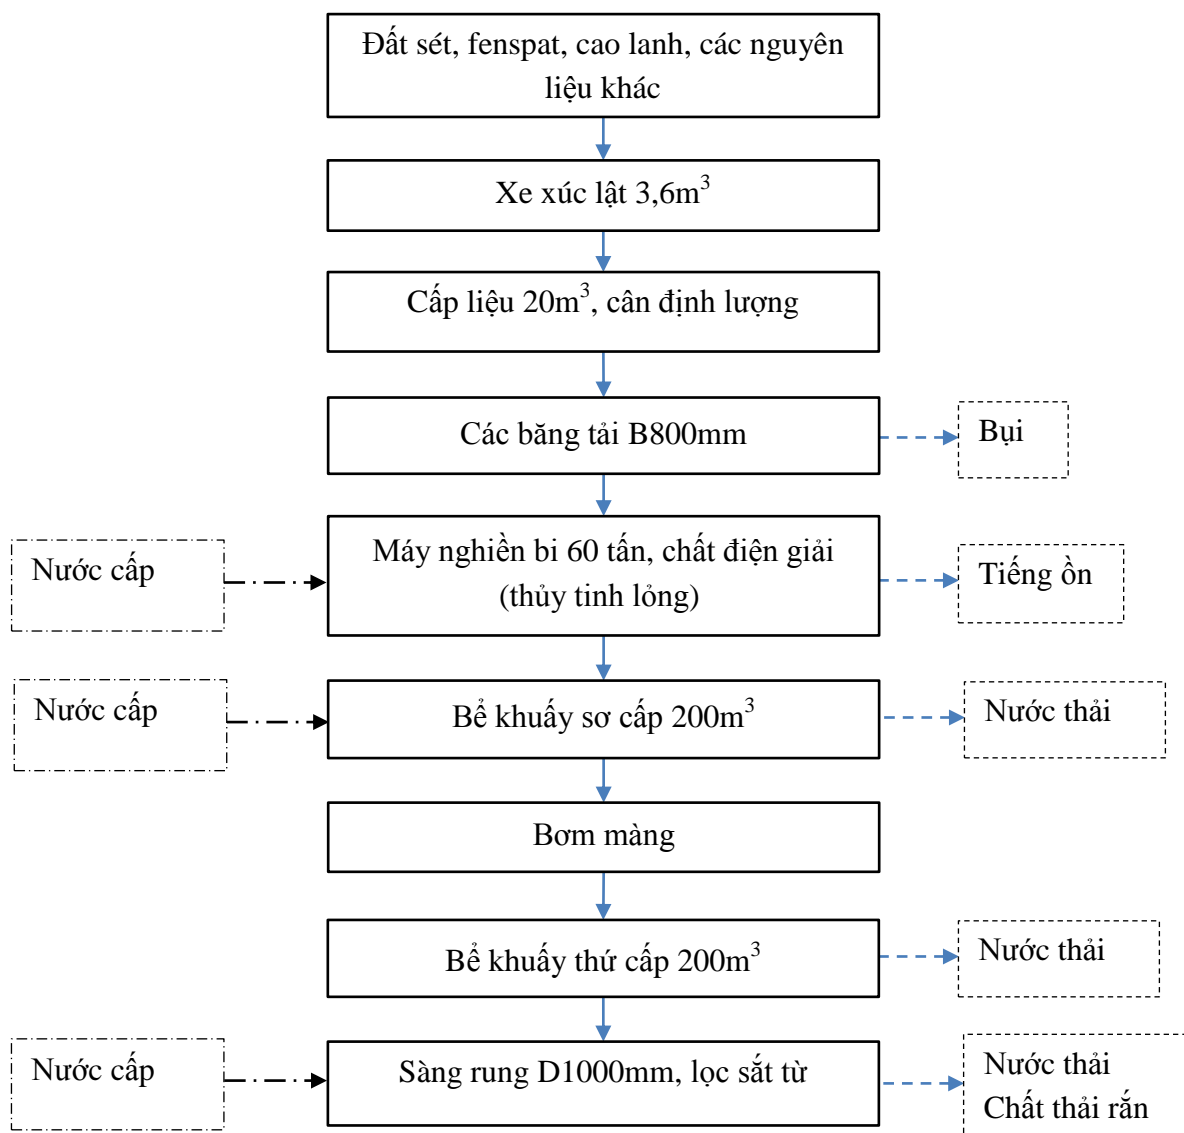 Đất sét, fenspat, cao lanh, các nguyên
liệu khác
Xe xúc lật 3,6m³
Cấp liệu 20m³, cân định lượng
Các băng tải B800mm
Bụi
Nước cấp
Máy nghiền bi 60 tấn, chất điện giải
(thủy tinh lỏng)
Tiếng ồn
Nước cấp
Bể khuấy sơ cấp 200m³
Nước thải
Bơm màng
Bể khuấy thứ cấp 200m³
Nước thải
Nước cấp
Sàng rung D1000mm, lọc sắt từ
Nước thải
Chất thải rắn